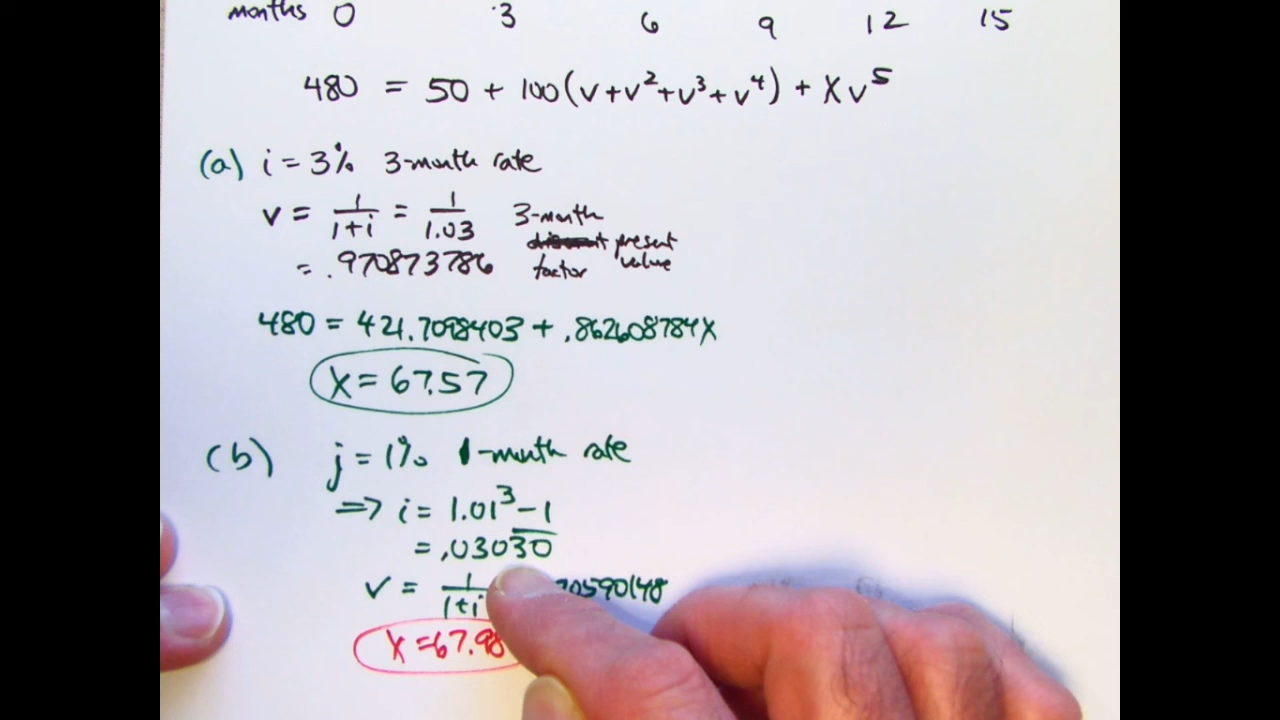 months 0 3 6 9 12 15
480 = 50 + 100(v+v²+v³+v⁴) + Xv⁵
(a) i = 3% 3-month rate
v = 1/(1+i) = 1/1.03 3-month
present
= .970873786 factor value
480 = 421.7098403 + .862608784X
X = 67.57
(b) j = 1% 1-month rate
=> i = 1.01³ - 1
= .03030
v = 1/(1+i) 70590148
X = 67.98